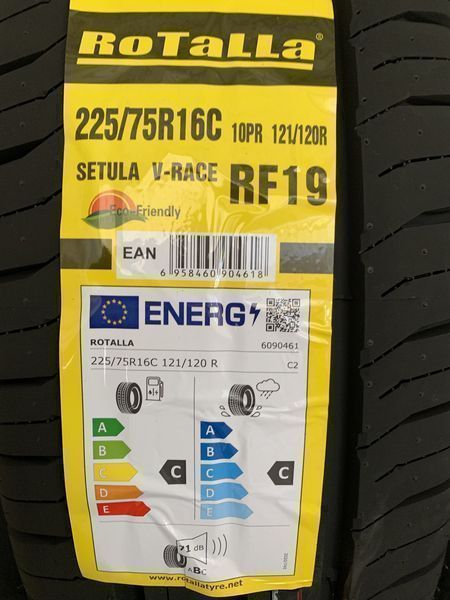 RoTaLLa
225/75R16C 10PR 121/120R
SETULA V-RACE RF19
Eco-Friendly
EAN
6 958460 904618
ENERG
ROTALLA 6090461
225/75R16C 121/120 R C2
A A
B B
C C C C
D D
E E
71 dB
ABC
www.rotallatyre.net